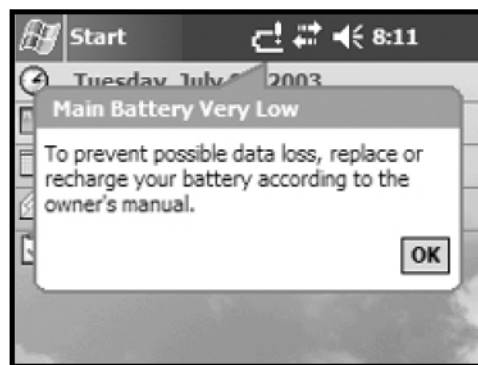 Start 8:11
Tuesday, July 2003
Main Battery Very Low
To prevent possible data loss, replace or
recharge your battery according to the
owner's manual.
OK